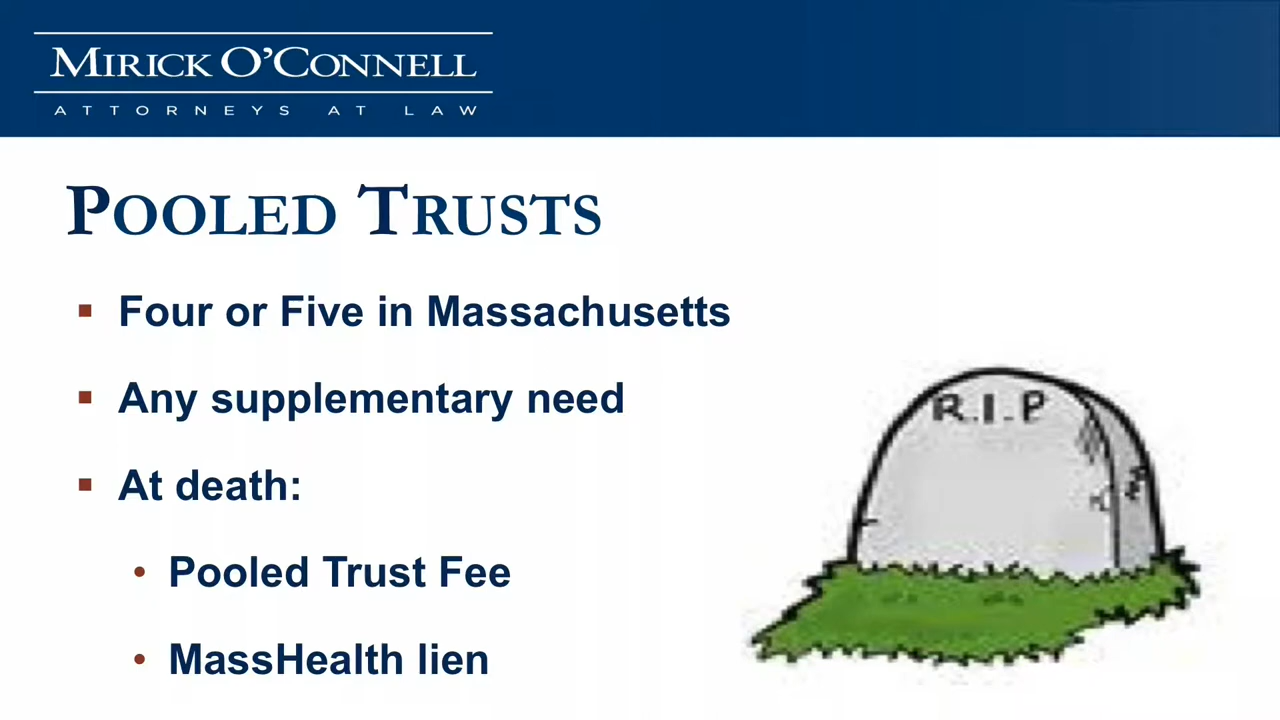 MIRICK O'CONNELL
ATTORNEYS AT LAW
POOLED TRUSTS
▪ Four or Five in Massachusetts
▪ Any supplementary need
▪ At death:
• Pooled Trust Fee
• MassHealth lien
R.I.P